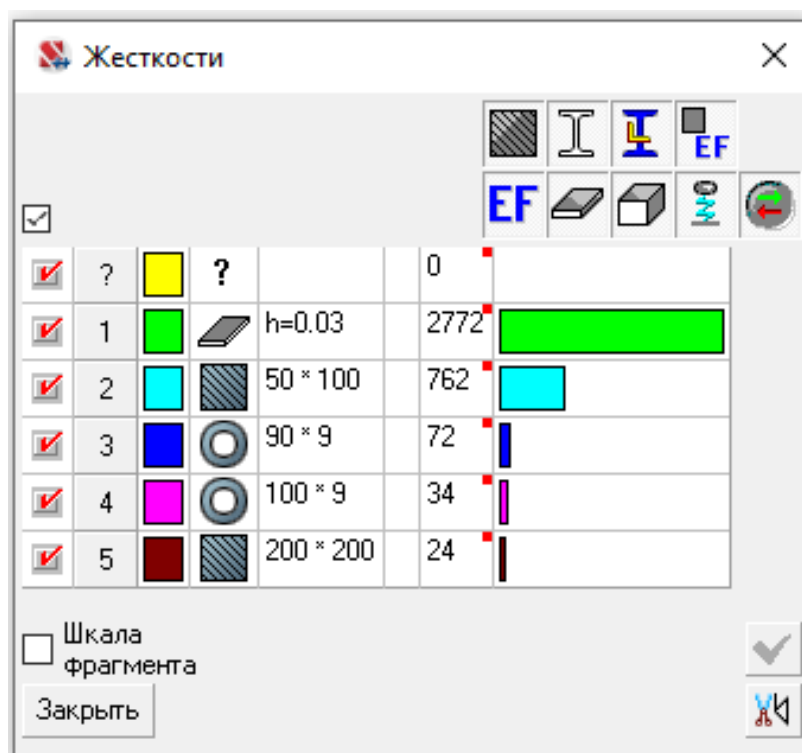 Жесткости
EF
EF
? ? 0
1 h=0.03 2772
2 50 * 100 762
3 90 * 9 72
4 100 * 9 34
5 200 * 200 24
Шкала
фрагмента
Закрыть